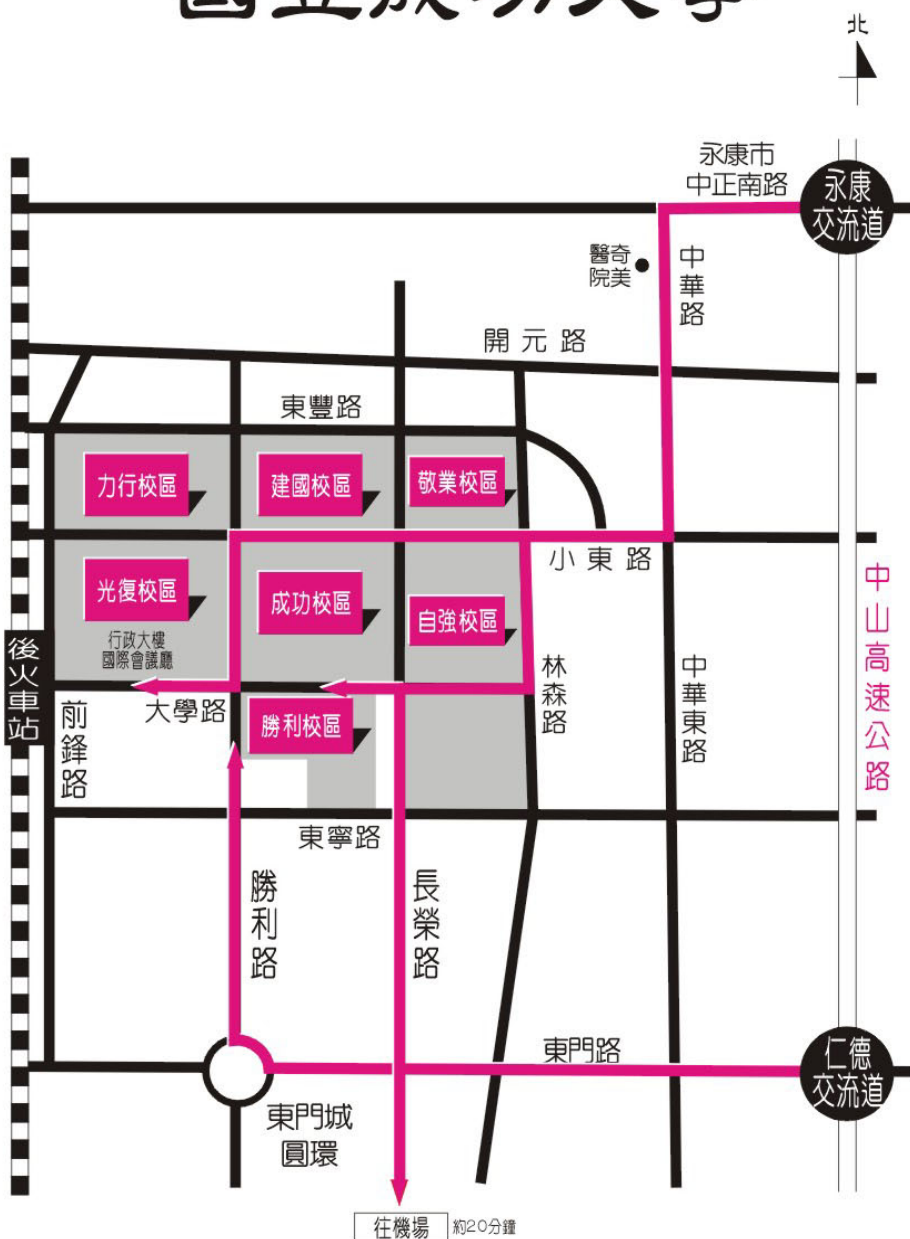 國立成功大學
北
永康市
中正南路
永康
交流道
奇美
醫院
中華路
開元路
東豐路
力行校區
建國校區
敬業校區
小東路
光復校區
成功校區
自強校區
行政大樓
國際會議廳
中山高速公路
後火車站
前鋒路
大學路
勝利校區
林森路
中華東路
東寧路
勝利路
長榮路
東門路
仁德
交流道
東門城
圓環
往機場 約20分鐘